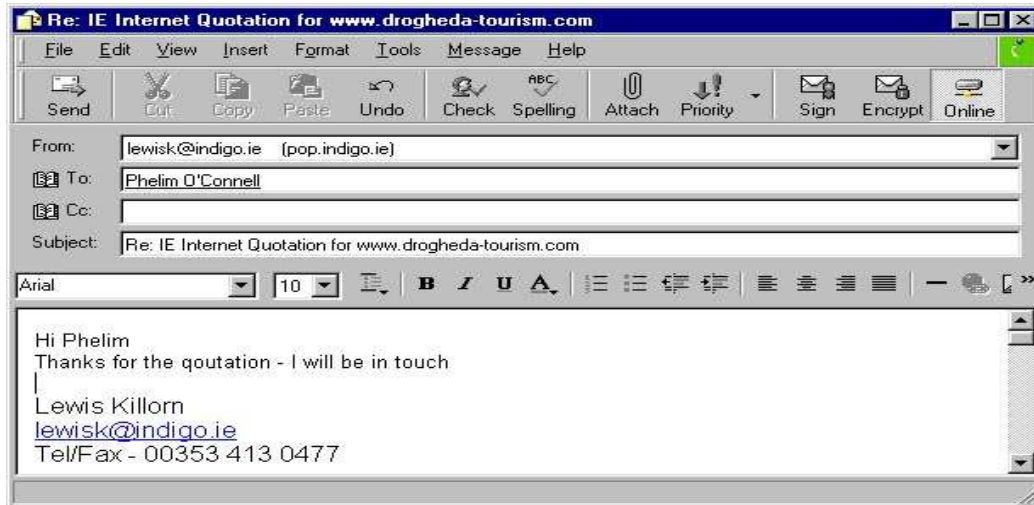 Re: IE Internet Quotation for www.drogheda-tourism.com
File Edit View Insert Format Tools Message Help
Send Cut Copy Paste Undo Check Spelling Attach Priority Sign Encrypt Online
From: lewisk@indigo.ie (pop.indigo.ie)
To: Phelim O'Connell
Cc:
Subject: Re: IE Internet Quotation for www.drogheda-tourism.com
Arial 10 B I U A
Hi Phelim
Thanks for the qoutation - I will be in touch
Lewis Killorn
lewisk@indigo.ie
Tel/Fax - 00353 413 0477